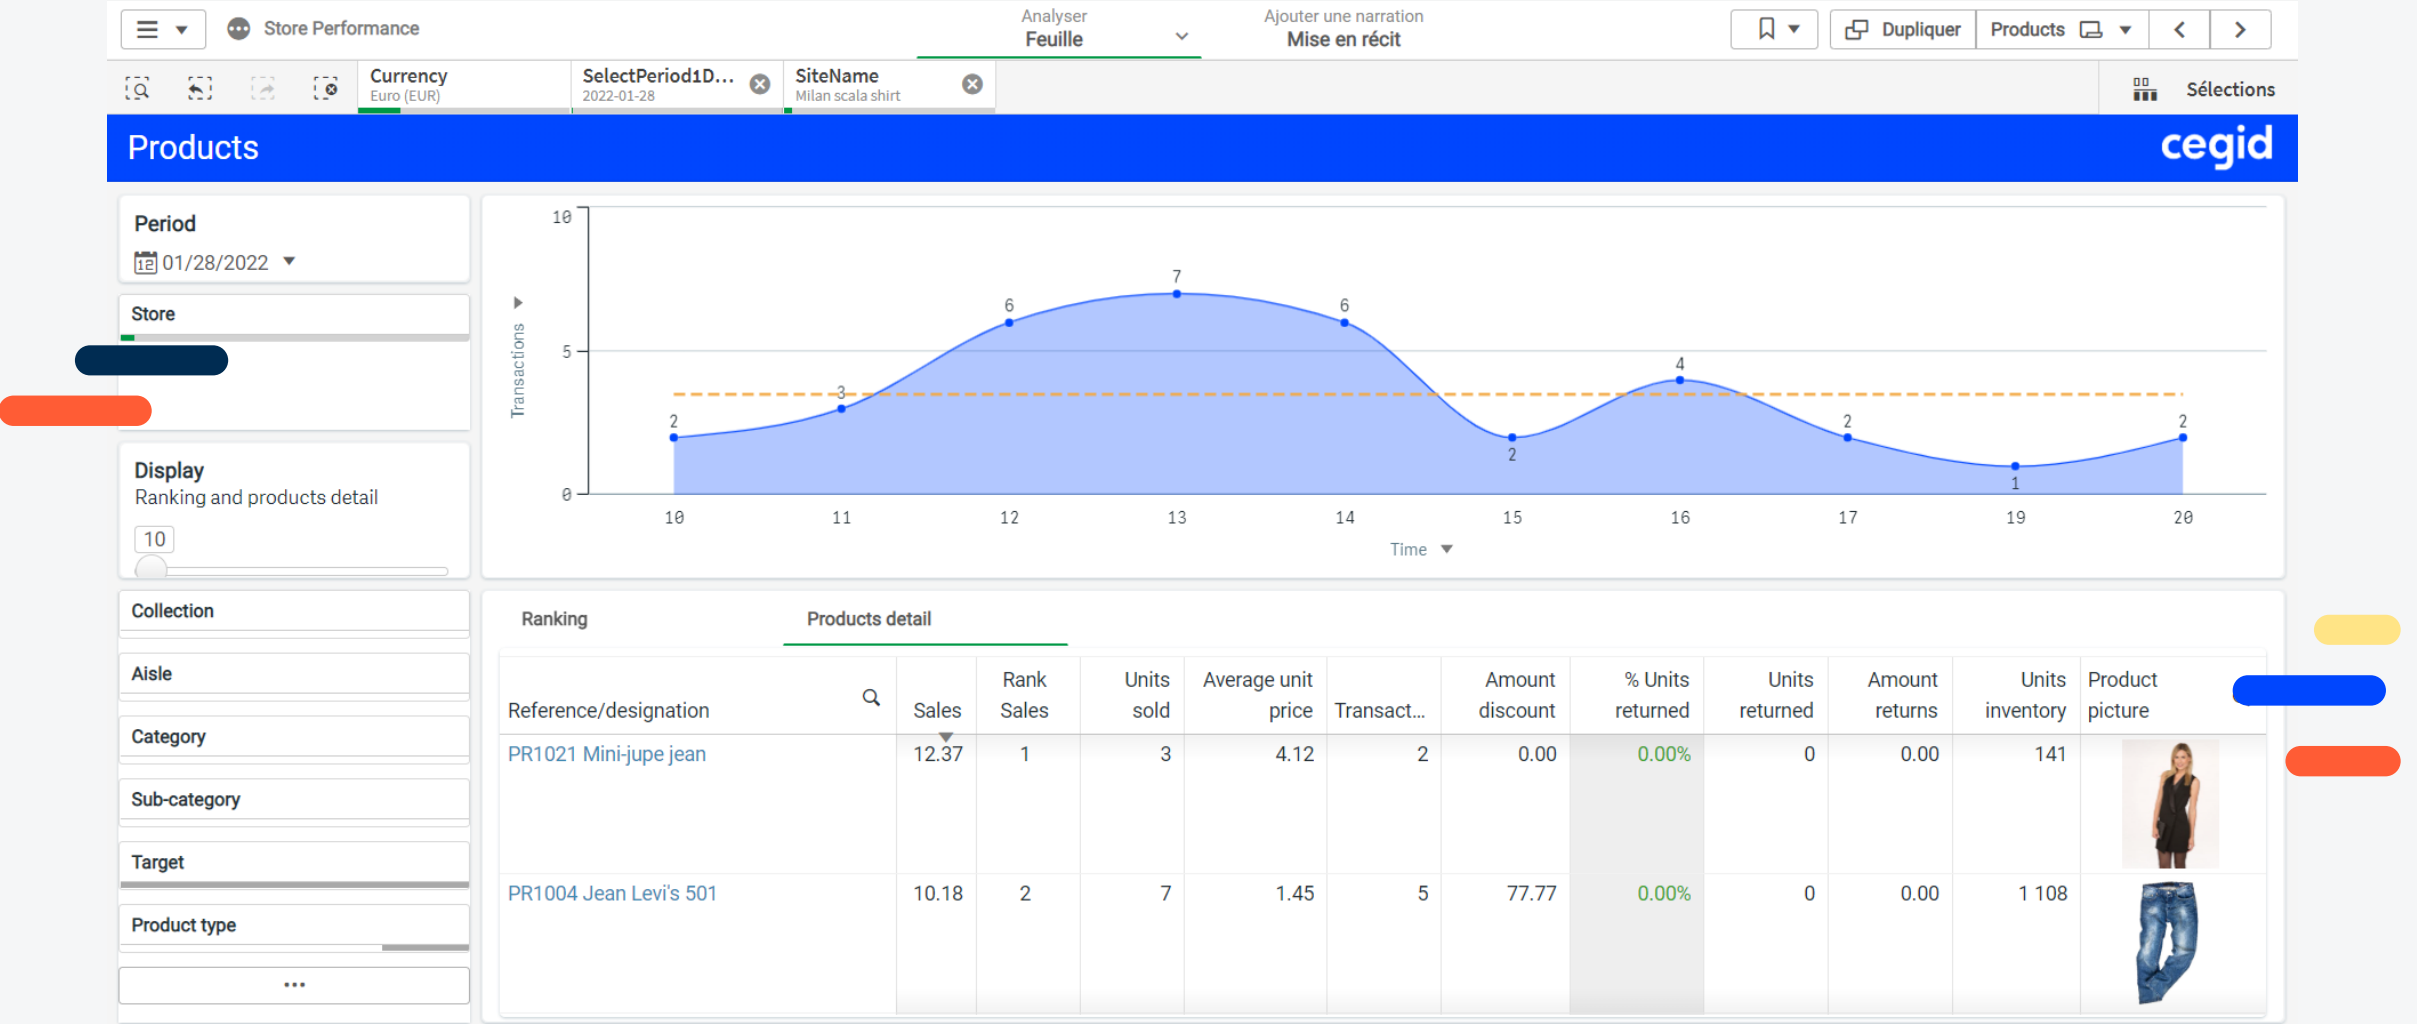 Store Performance
Analyser
Feuille
Ajouter une narration
Mise en récit
Dupliquer
Products
Currency
Euro (EUR)
SelectPeriod1D...
2022-01-28
SiteName
Milan scala shirt
Sélections
Products
cegid
Period
12
01/28/2022
Store
Display
Ranking and products detail
10
Collection
Aisle
Category
Sub-category
Target
Product type
Transactions
10
5
0
2
3
6
7
6
2
4
2
1
2
10 11 12 13 14 15 16 17 19 20
Time
Ranking
Products detail
Reference/designation Sales Rank Sales Units sold Average unit price Transact... Amount discount % Units returned Units returned Amount returns Units inventory Product picture
PR1021 Mini-jupe jean 12.37 1 3 4.12 2 0.00 0.00% 0 0.00 141
PR1004 Jean Levi's 501 10.18 2 7 1.45 5 77.77 0.00% 0 0.00 1 108